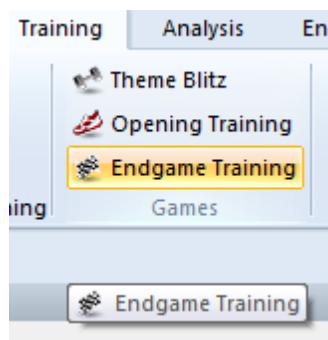 Training Analysis En
Theme Blitz
Opening Training
Endgame Training
ing Games
Endgame Training